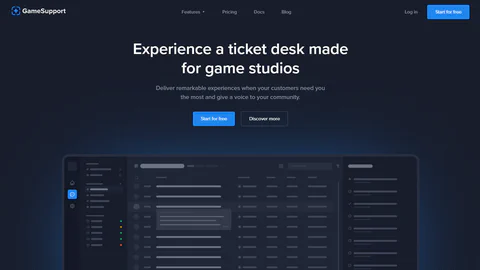 GameSupport
Features
Pricing
Docs
Blog
Log in
Start for free
Experience a ticket desk made
for game studios
Deliver remarkable experiences when your customers need you
the most and give a voice to your community.
Start for free
Discover more